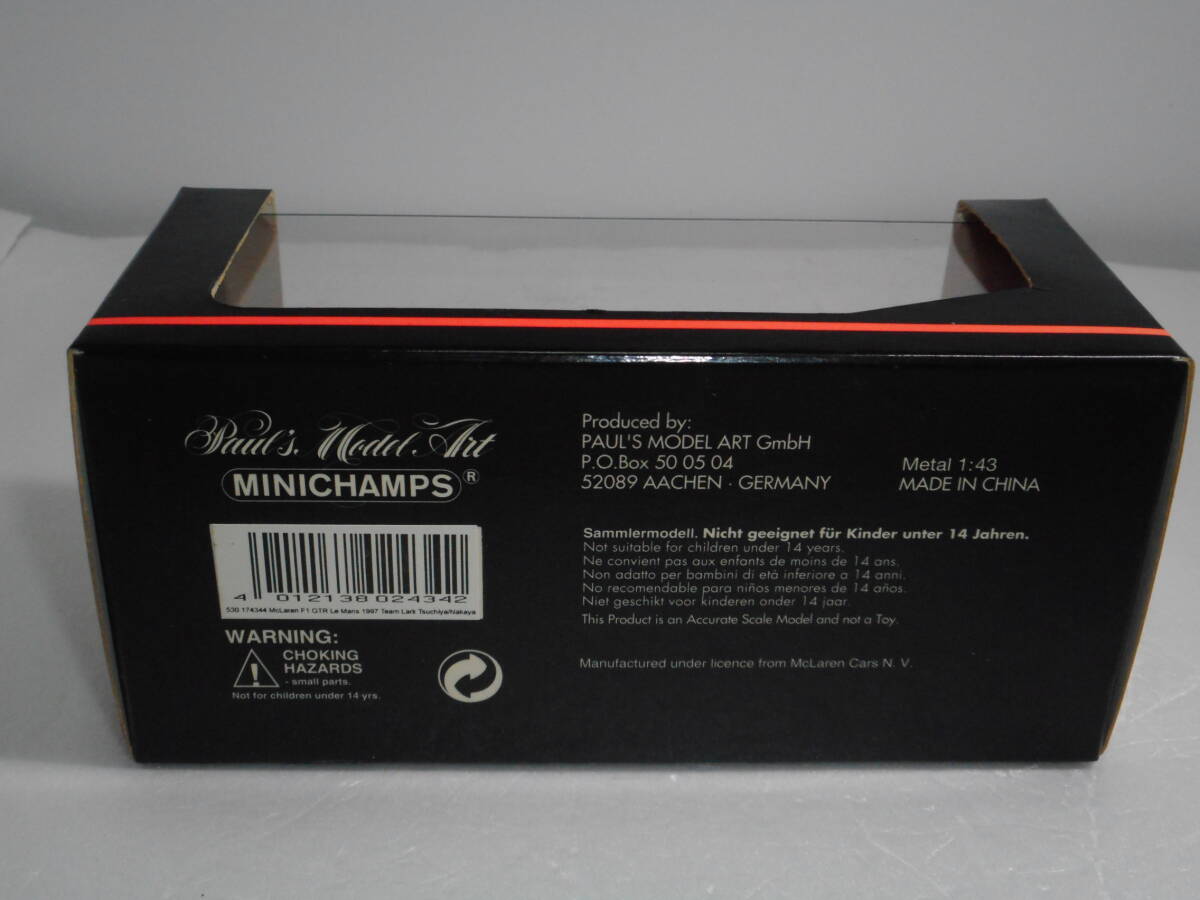 Paul's Model Art
MINICHAMPS®
4 012138 024342
530 174344 McLaren F1 GTR Le Mans 1997 Team Lark Tsuchiya/Nakaya
WARNING:
CHOKING
HAZARDS
- small parts.
Not for children under 14 yrs.
Produced by:
PAUL'S MODEL ART GmbH
P.O.Box 50 05 04
52089 AACHEN · GERMANY
Metal 1:43
MADE IN CHINA
Sammlermodell. Nicht geeignet für Kinder unter 14 Jahren.
Not suitable for children under 14 years.
Ne convient pas aux enfants de moins de 14 ans.
Non adatto per bambini di età inferiore a 14 anni.
No recomendable para niños menores de 14 años.
Niet geschikt voor kinderen onder 14 jaar.
This Product is an Accurate Scale Model and not a Toy.
Manufactured under licence from McLaren Cars N. V.